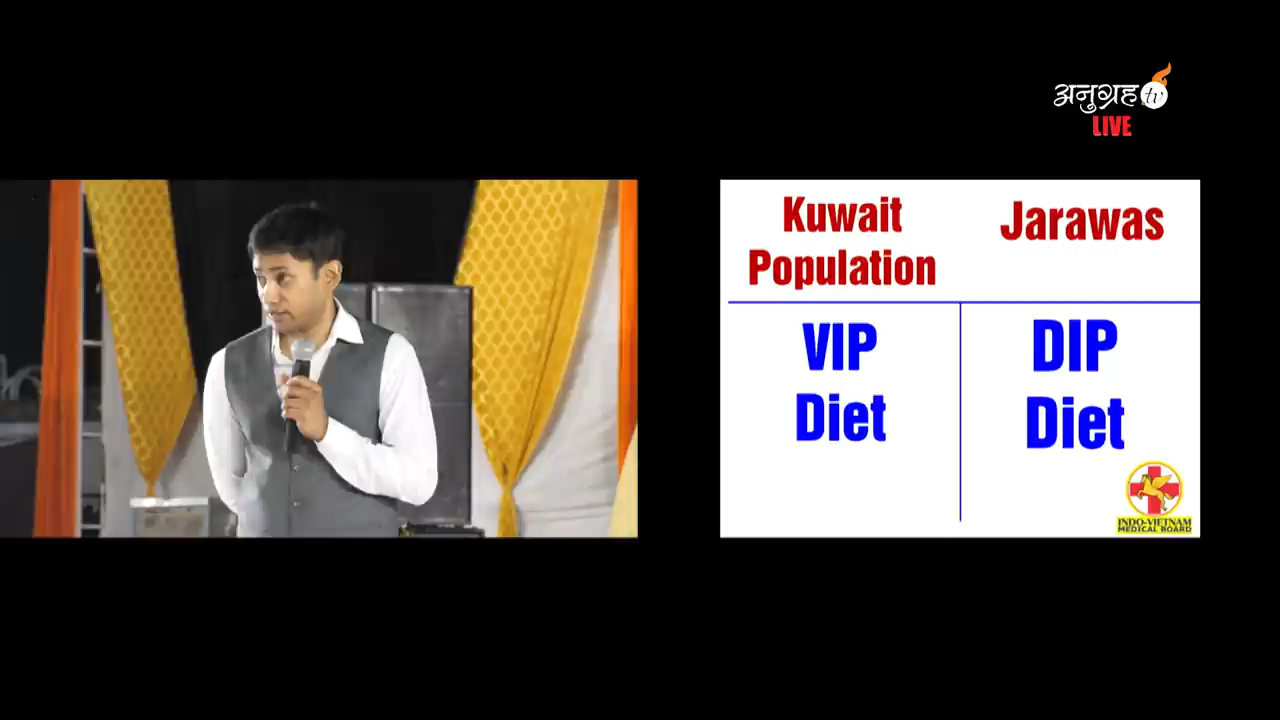 अनुग्रह tv
LIVE
Kuwait
Population
Jarawas
VIP
Diet
DIP
Diet
INDO-VIETNAM
MEDICAL BOARD